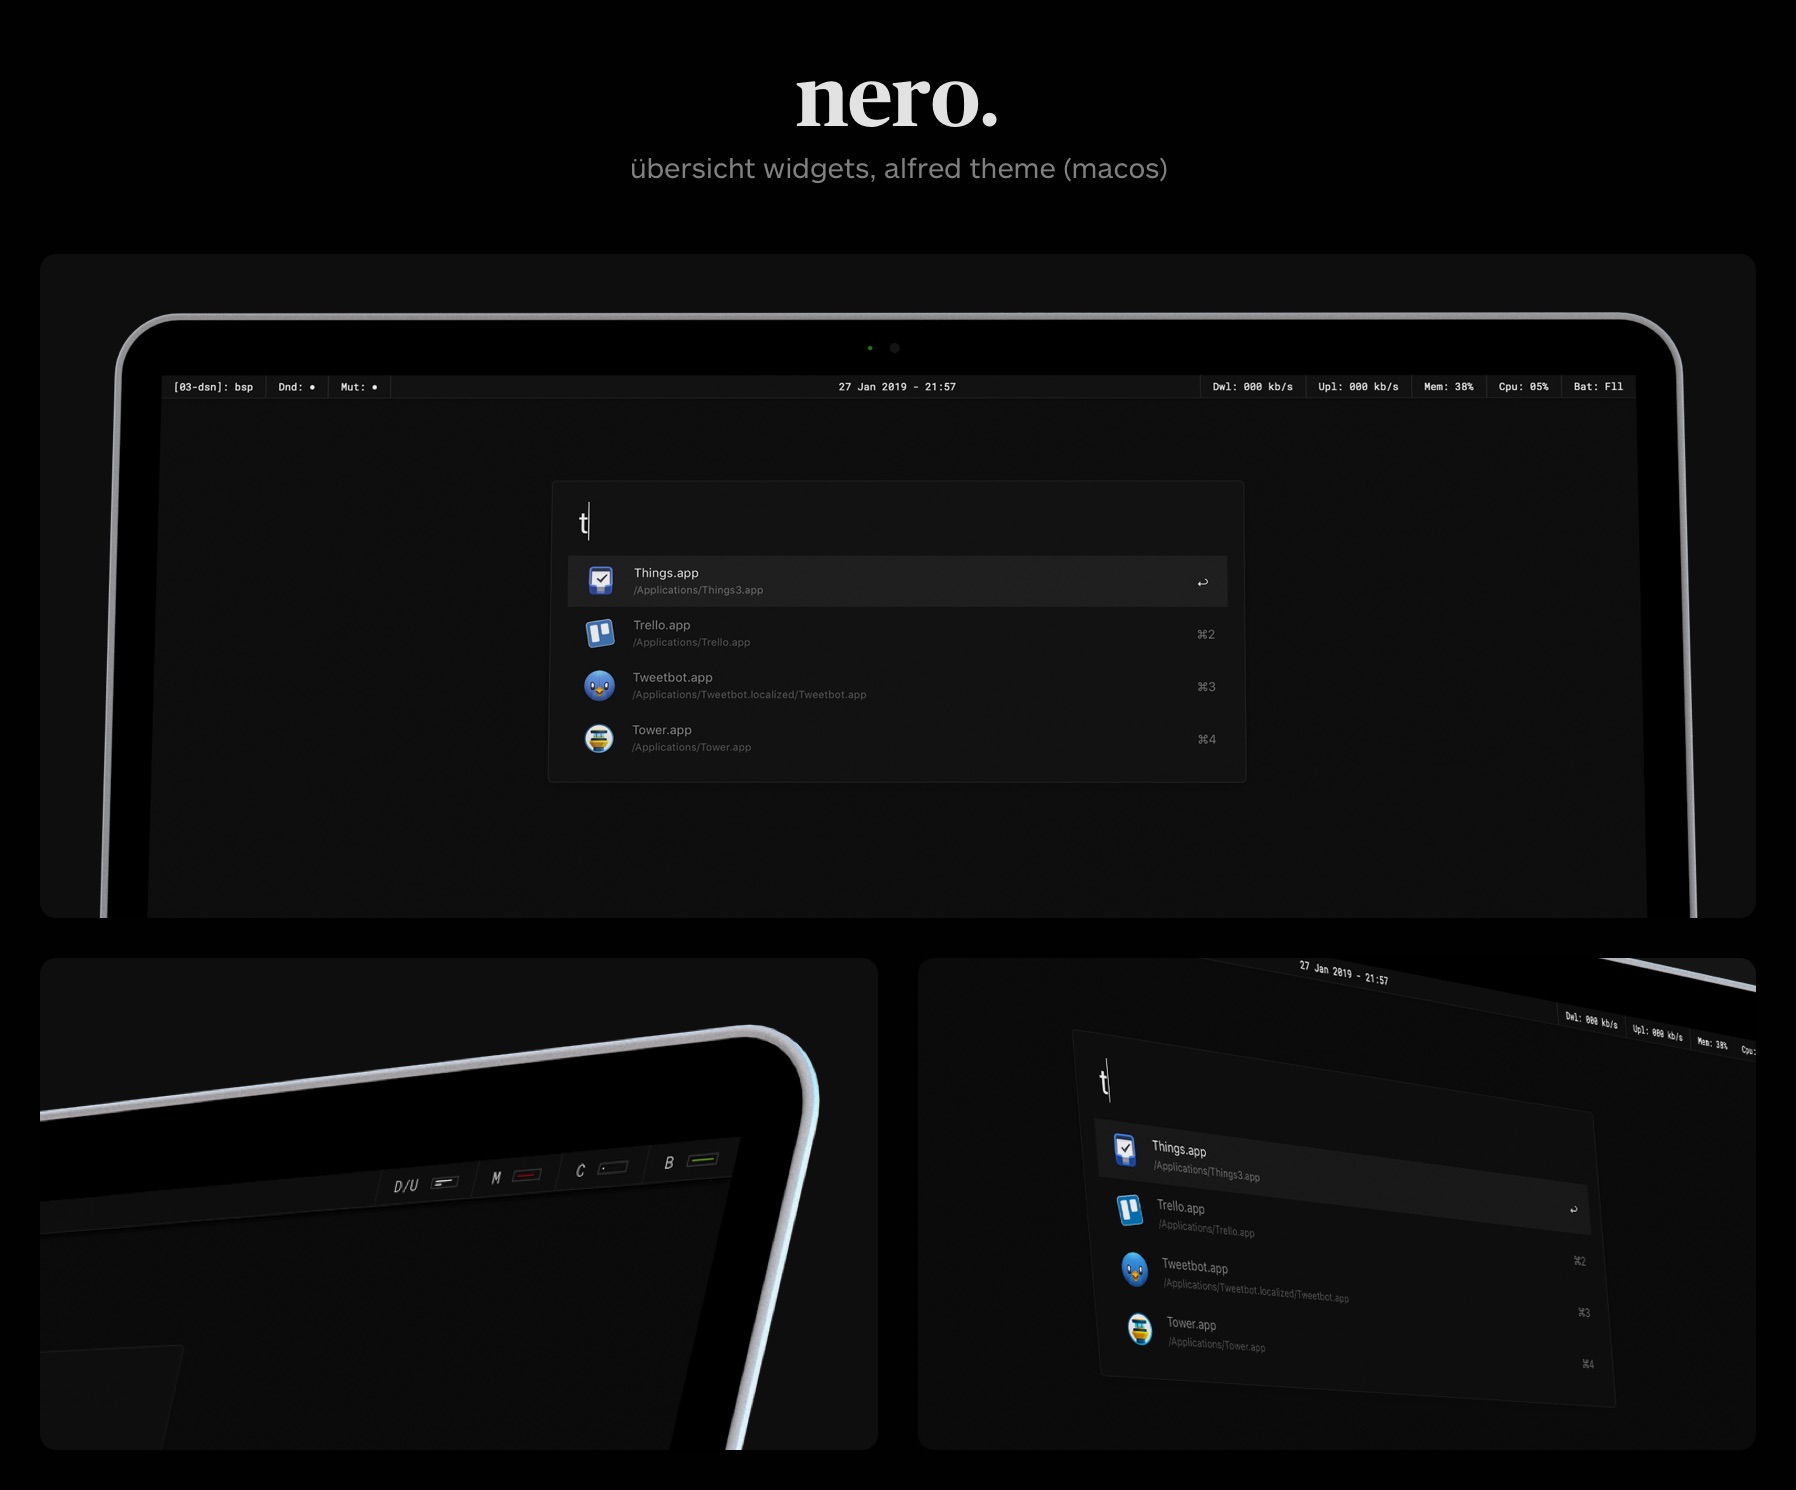 nero.
übersicht widgets, alfred theme (macos)
[03-dsn]: bsp Dnd: ● Mut: ● 27 Jan 2019 - 21:57 Dwl: 000 kb/s Upl: 000 kb/s Mem: 38% Cpu: 05% Bat: Fll
t
Things.app
/Applications/Things3.app
↩
Trello.app
/Applications/Trello.app
⌘2
Tweetbot.app
/Applications/Tweetbot.localized/Tweetbot.app
⌘3
Tower.app
/Applications/Tower.app
⌘4
D/U M C B
27 Jan 2019 - 21:57 Dwl: 000 kb/s Upl: 000 kb/s Mem: 38% Cpu:
t
Things.app
/Applications/Things3.app
↩
Trello.app
/Applications/Trello.app
⌘2
Tweetbot.app
/Applications/Tweetbot.localized/Tweetbot.app
⌘3
Tower.app
/Applications/Tower.app
⌘4